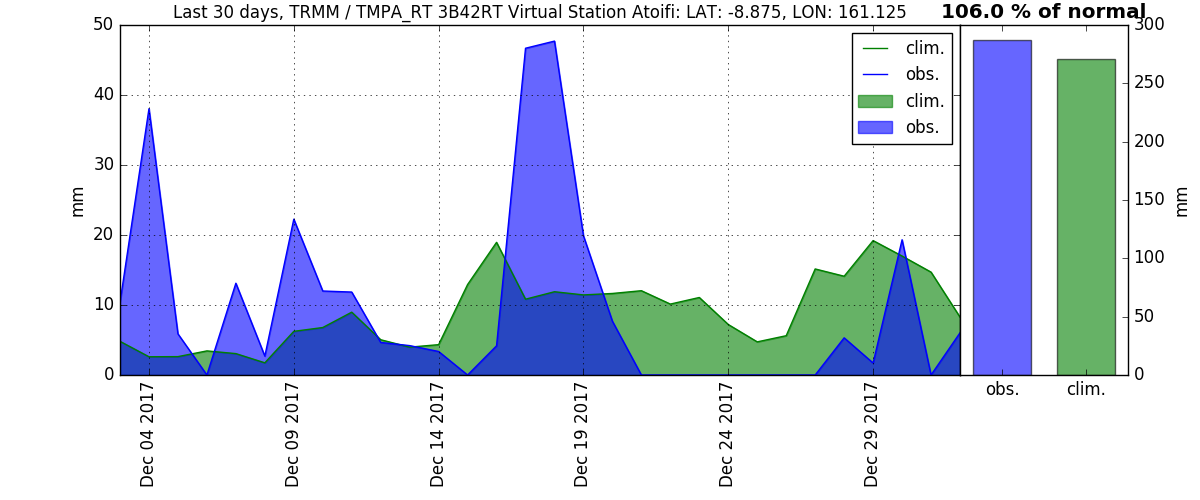 Last 30 days, TRMM / TMPA_RT 3B42RT Virtual Station Atoifi: LAT: -8.875, LON: 161.125
106.0 % of normal
50
40
30
20
10
0
mm
clim.
obs.
clim.
obs.
300
250
200
150
100
50
0
mm
obs.
clim.
Dec 04 2017
Dec 09 2017
Dec 14 2017
Dec 19 2017
Dec 24 2017
Dec 29 2017